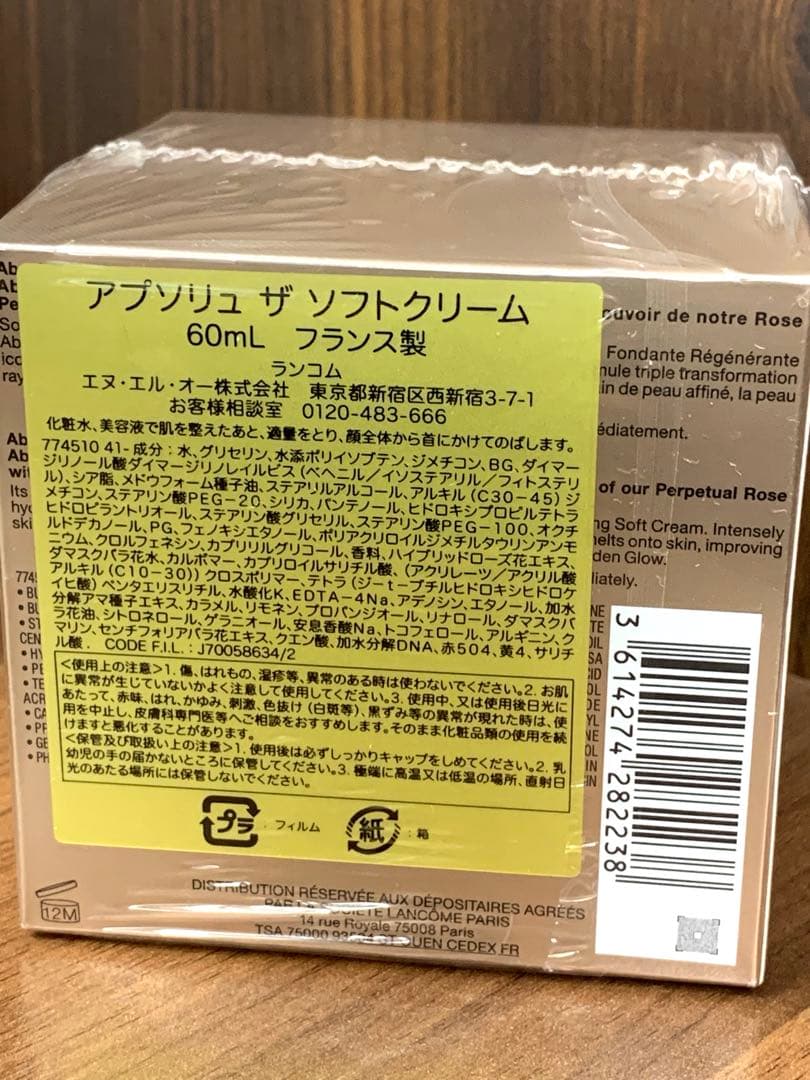 アプソリュ ザ ソフトクリーム
60mL フランス製
ランコム
エヌ・エル・オー株式会社 東京都新宿区西新宿3-7-1
お客様相談室 0120-483-666
化粧水、美容液で肌を整えたあと、適量をとり、顔全体から首にかけてのばします。
774510 41- 成分：水、グリセリン、水添ポリイソブテン、ジメチコン、BG、ダイマー
ジリノール酸ダイマージリノレイルビス（ベヘニル／イソステアリル／フィトステリ
ル）、シア脂、メドウフォーム種子油、ステアリルアルコール、アルキル（C30-45）ジ
メチコン、ステアリン酸PEG-20、シリカ、パンテノール、ヒドロキシプロピルテトラ
ヒドロピラントリオール、ステアリン酸グリセリル、ステアリン酸PEG-100、オクチ
ルドデカノール、PG、フェノキシエタノール、ポリアクリロイルジメチルタウリンアンモ
ニウム、クロルフェネシン、カプリリルグリコール、香料、ハイブリッドローズ花エキス、
ダマスクバラ花水、カルボマー、カプリロイルサリチル酸、（アクリレーツ／アクリル酸
アルキル（C10-30））クロスポリマー、テトラ（ジ－t－ブチルヒドロキシヒドロケ
イヒ酸）ペンタエリスリチル、水酸化K、EDTA-4Na、アデノシン、エタノール、加水
分解アマ種子エキス、カラメル、リモネン、プロパンジオール、リナロール、ダマスクバ
ラ花油、シトロネロール、ゲラニオール、安息香酸Na、トコフェロール、アルギニン、ク
マリン、センチフォリアバラ花エキス、クエン酸、加水分解DNA、赤504、黄4、サリチ
ル酸． CODE F.I.L. : J70058634/2
＜使用上の注意＞1. 傷、はれもの、湿疹等、異常のある時は使わないでください。2. お肌
に異常が生じていないかよく注意して使用してください。3. 使用中、又は使用後日光に
あたって、赤味、はれ、かゆみ、刺激、色抜け（白斑等）、黒ずみ等の異常が現れた時は、使
用を中止し、皮膚科専門医等へご相談をおすすめします。そのまま化粧品類の使用を続
けますと悪化することがあります。
＜保管及び取扱い上の注意＞1. 使用後は必ずしっかりキャップをしめてください。2. 乳
幼児の手の届かないところに保管してください。3. 極端に高温又は低温の場所、直射日
光のあたる場所には保管しないでください。
プラ : フィルム 紙 : 箱
ouvoir de notre Rose
Fondante Régénérante
mule triple transformation
in de peau affiné, la peau
édiatement.
of our Perpetual Rose
ng Soft Cream. Intensely
melts onto skin, improving
den Glow.
diately.
3 614274 282238
12M
DISTRIBUTION RÉSERVÉE AUX DÉPOSITAIRES AGRÉÉS
PAR LA SOCIÉTÉ LANCÔME PARIS
14 rue Royale 75008 Paris
TSA 75000 OUEN CEDEX FR